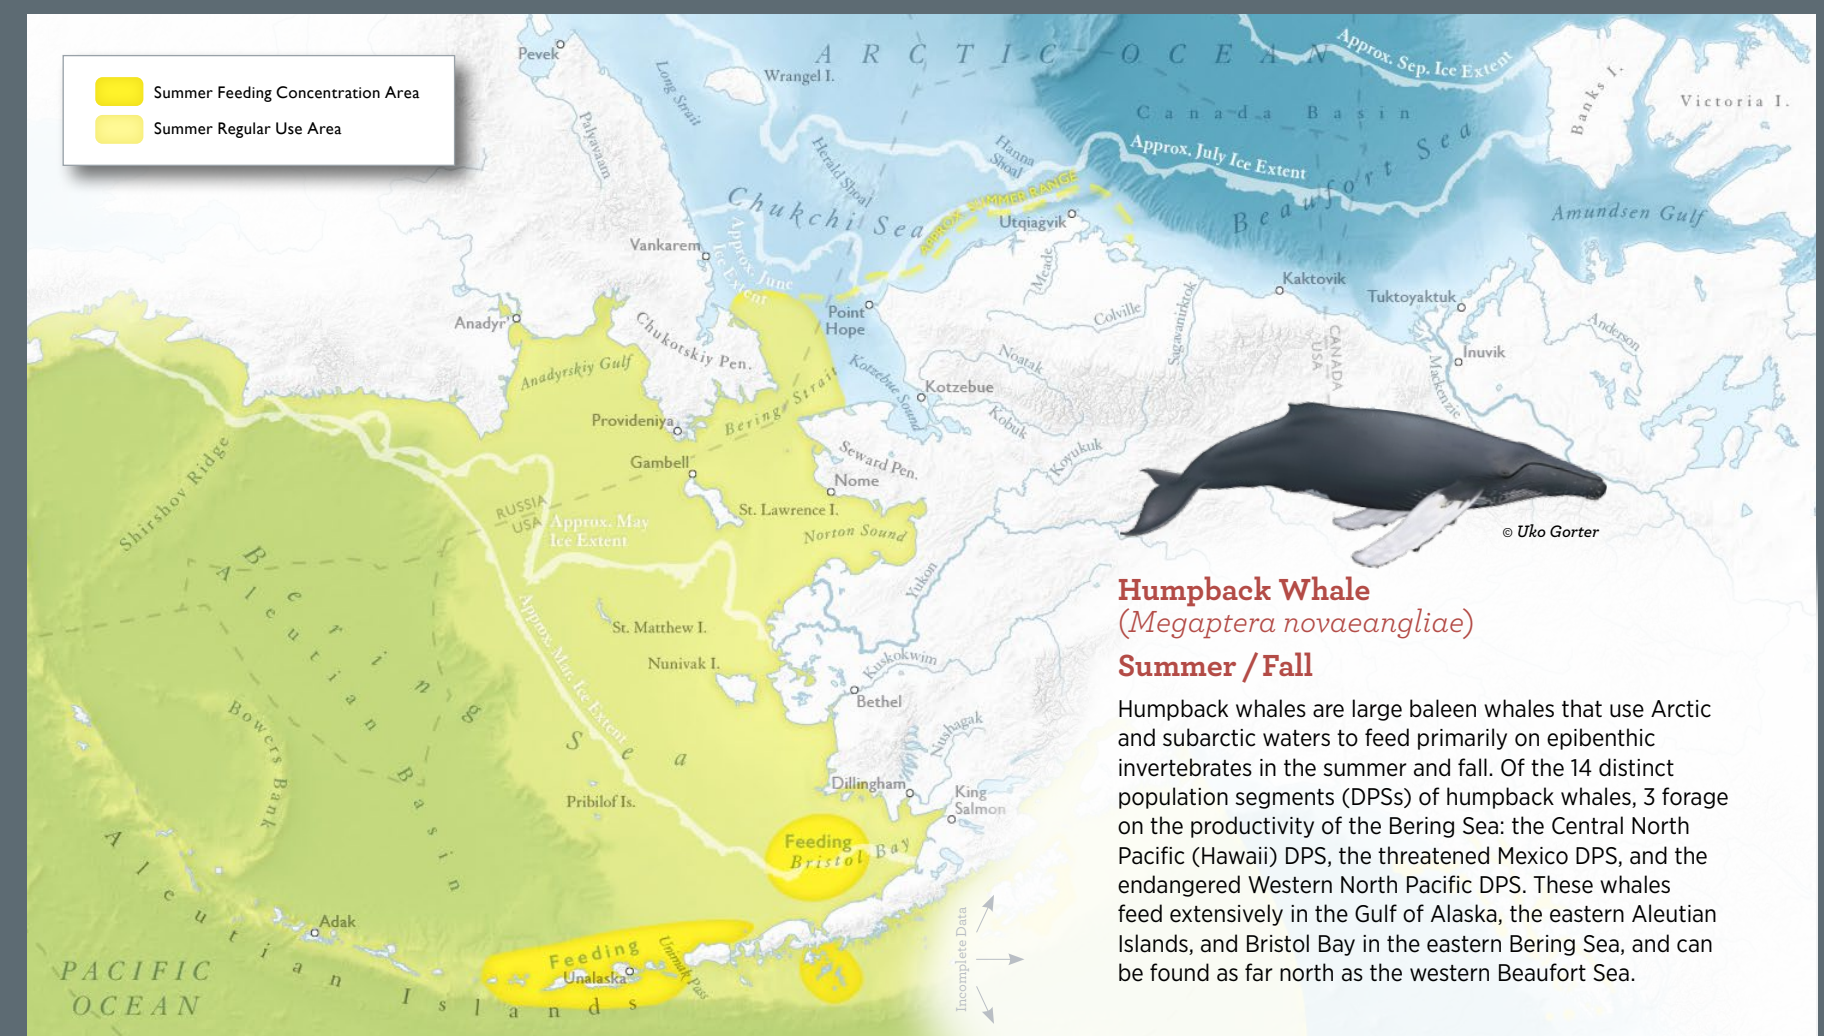 Summer Feeding Concentration Area
Summer Regular Use Area
ARCTIC OCEAN
Pevek
Wrangel I.
Long Strait
Palyavaam
Approx. Sep. Ice Extent
Banks I.
Victoria I.
Canada Basin
Herald Shoal
Hanna
Shoal
Approx. July Ice Extent
Beaufort Sea
Amundsen Gulf
Chukchi Sea
APPROX. SUMMER RANGE
Utqiagvik
Vankarem
Approx. June
Ice Extent
Meade
Kaktovik
Tuktoyaktuk
Anadyr'
Point
Hope
Colville
Sagavanirktok
CANADA
USA
Mackenzie
Inuvik
Anderson
Chukotskiy Pen.
Anadyrskiy Gulf
Noatak
Kotzebue Sound
Kotzebue
Bering Strait
Provideniya
Kobuk
Koyukuk
Gambell
Seward Pen.
Nome
Shirshov Ridge
RUSSIA
USA
St. Lawrence I.
Approx. May
Ice Extent
Norton Sound
© Uko Gorter
Yukon
Aleutian Basin
Bering Sea
Approx. Mar. Ice Extent
St. Matthew I.
Nunivak I.
Kuskokwim
Bethel
Bowers Bank
Nushagak
Dillingham
King
Salmon
Pribilof Is.
Feeding
Bristol Bay
Adak
Aleutian Islands
Feeding
Unalaska
Unimak Pass
PACIFIC
OCEAN
Incomplete Data
Humpback Whale
(Megaptera novaeangliae)
Summer / Fall
Humpback whales are large baleen whales that use Arctic
and subarctic waters to feed primarily on epibenthic
invertebrates in the summer and fall. Of the 14 distinct
population segments (DPSs) of humpback whales, 3 forage
on the productivity of the Bering Sea: the Central North
Pacific (Hawaii) DPS, the threatened Mexico DPS, and the
endangered Western North Pacific DPS. These whales
feed extensively in the Gulf of Alaska, the eastern Aleutian
Islands, and Bristol Bay in the eastern Bering Sea, and can
be found as far north as the western Beaufort Sea.